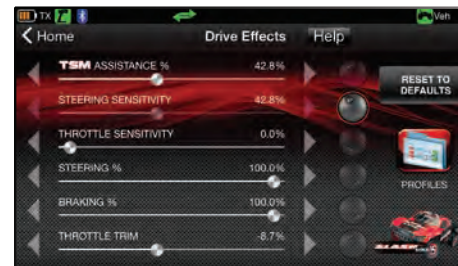 TX Veh
Home Drive Effects Help
TSM ASSISTANCE % 42.8%
RESET TO
DEFAULTS
STEERING SENSITIVITY 42.8%
THROTTLE SENSITIVITY 0.0%
STEERING % 100.0%
PROFILES
BRAKING % 100.0%
THROTTLE TRIM -8.7%
SLASH